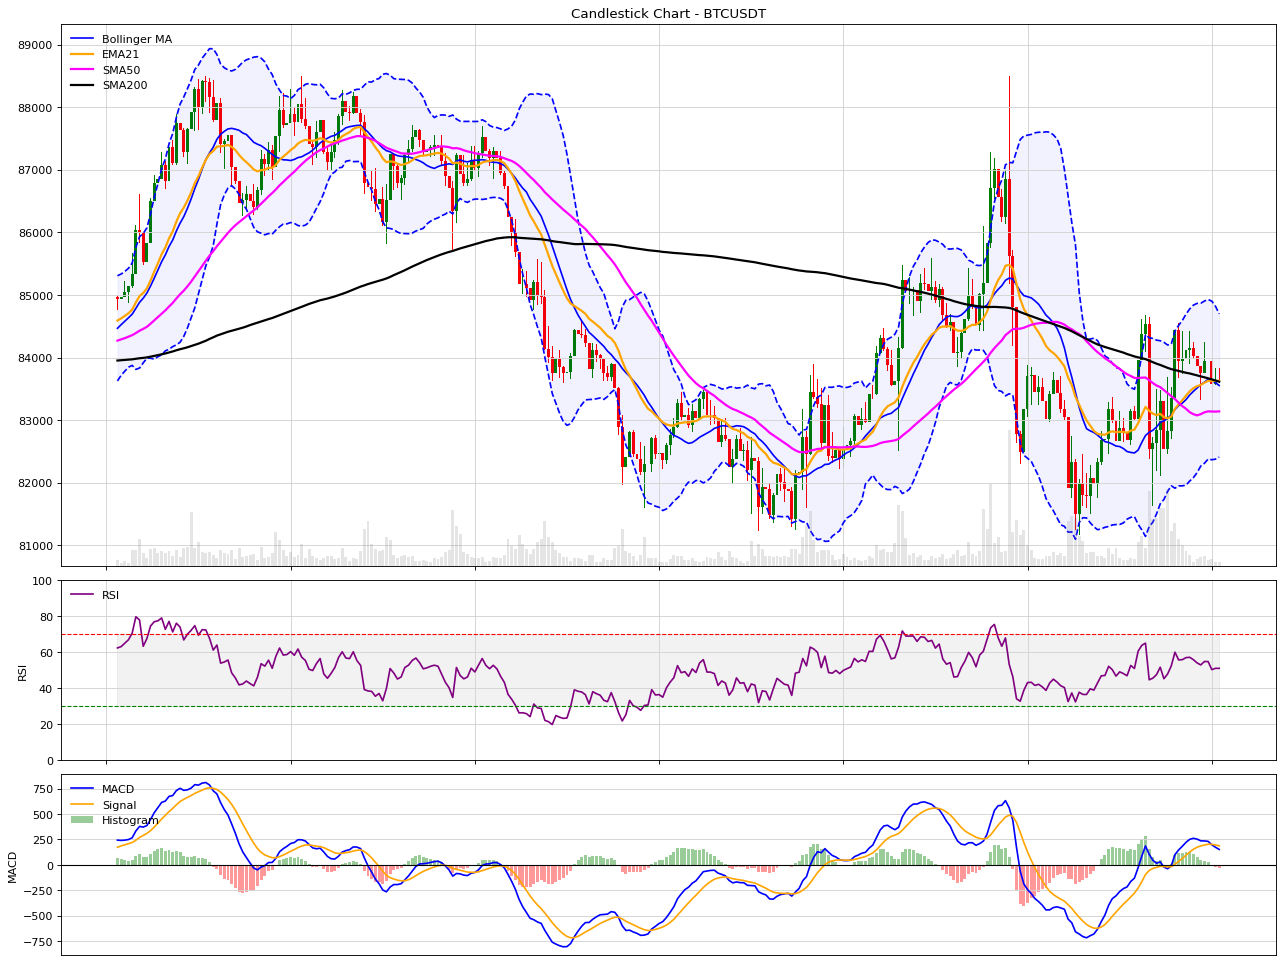 Candlestick Chart - BTCUSDT
Bollinger MA
EMA21
SMA50
SMA200
89000
88000
87000
86000
85000
84000
83000
82000
81000
RSI
100
80
60
40
20
0
RSI
MACD
Signal
Histogram
750
500
250
0
−250
−500
−750
MACD